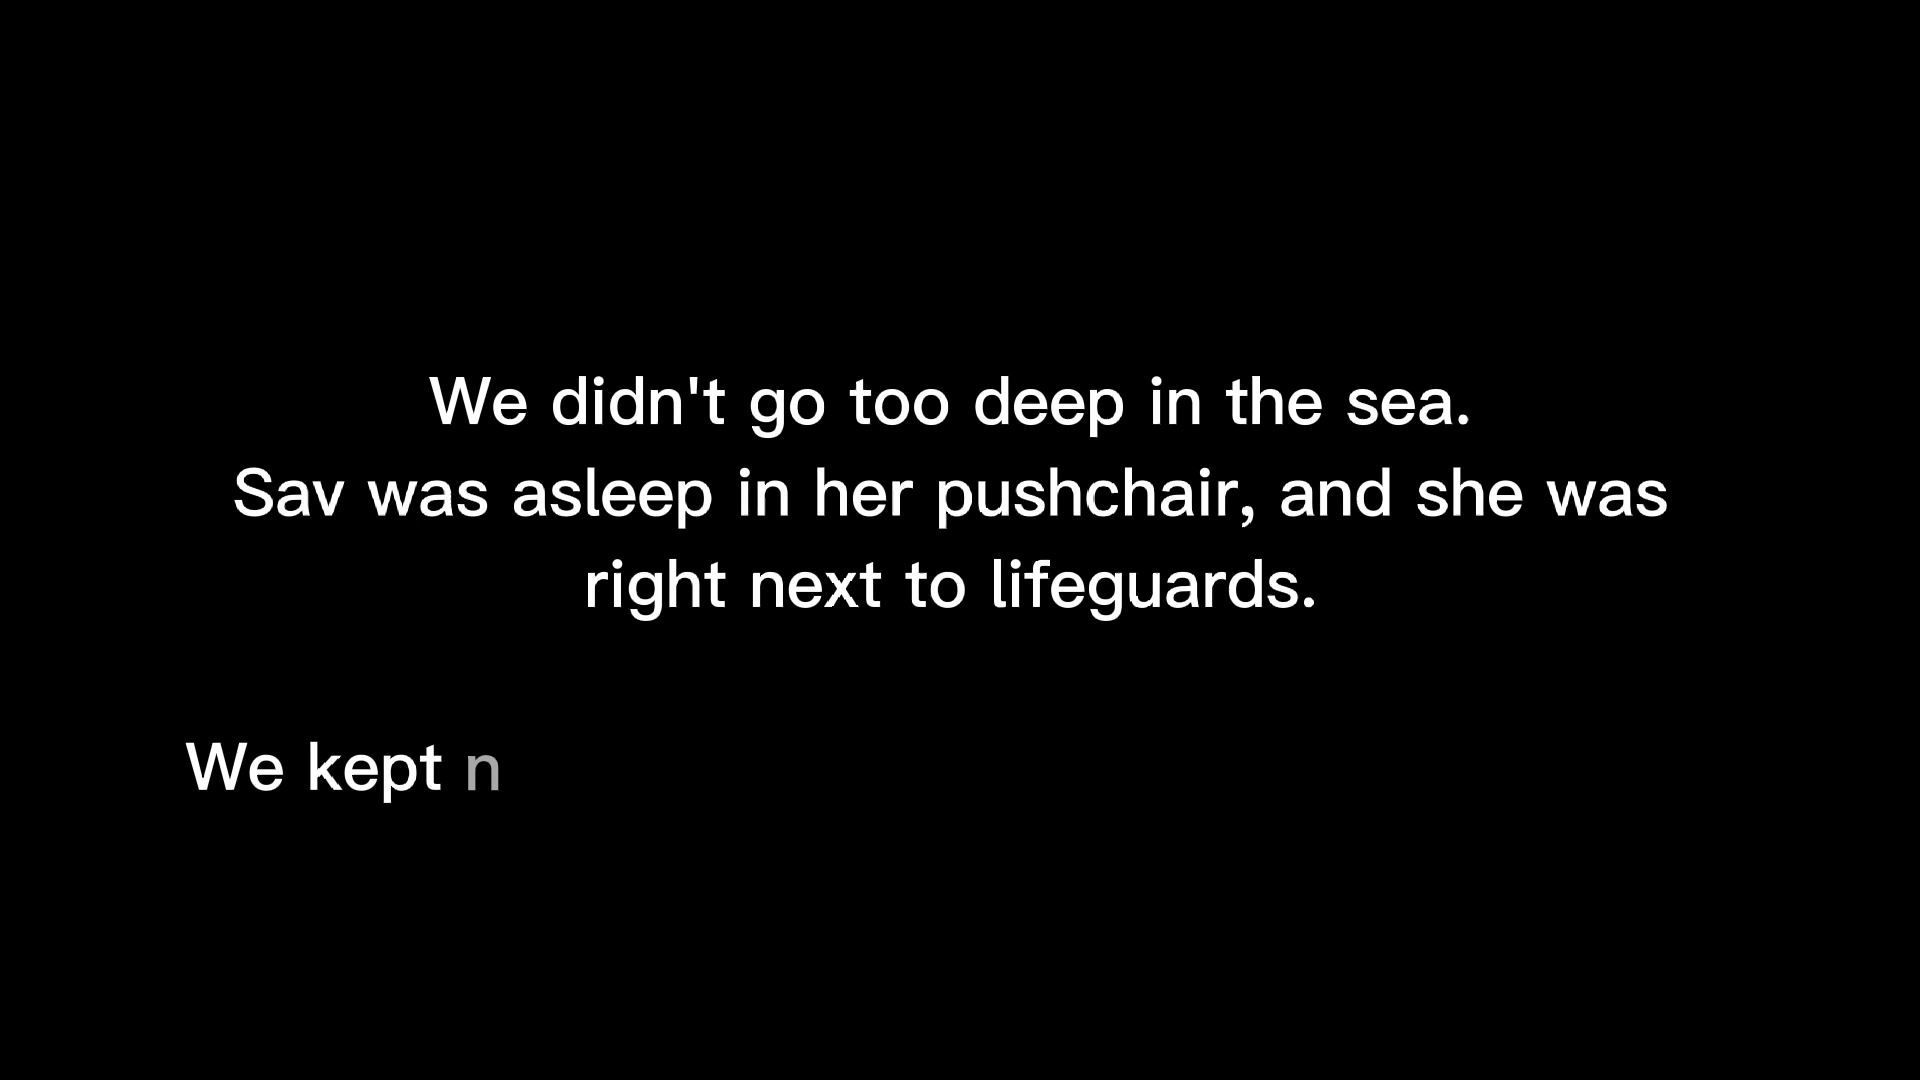 We didn't go too deep in the sea.
Sav was asleep in her pushchair, and she was
right next to lifeguards.
We kept n